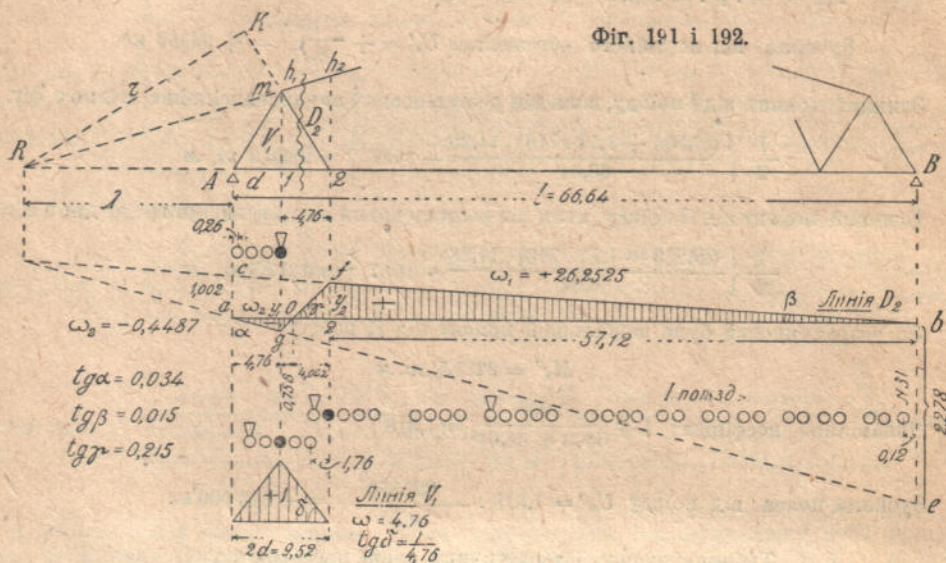 Фіг. 191 і 192.
K
h₁
h₂
m
r
D₂
V₁
R
A
d
1
2
B
l = 66,64
λ
4,76
0,26
c
f
ω₁ = +26,2525
1,002
a
ω₂
y₁
O
x
y₂
+
β
Лінія D₂
b
ω₂ = −0,4487
α
g
2
57,12
4,76
0,758
4,002
tgα = 0,034
tgβ = 0,015
tgγ = 0,215
I потзд.
N31
0,12
2,278
1,76
e
+1
δ
Лінія V₁
ω = 4.76
tgδ = 1/4,76
2d = 9,52